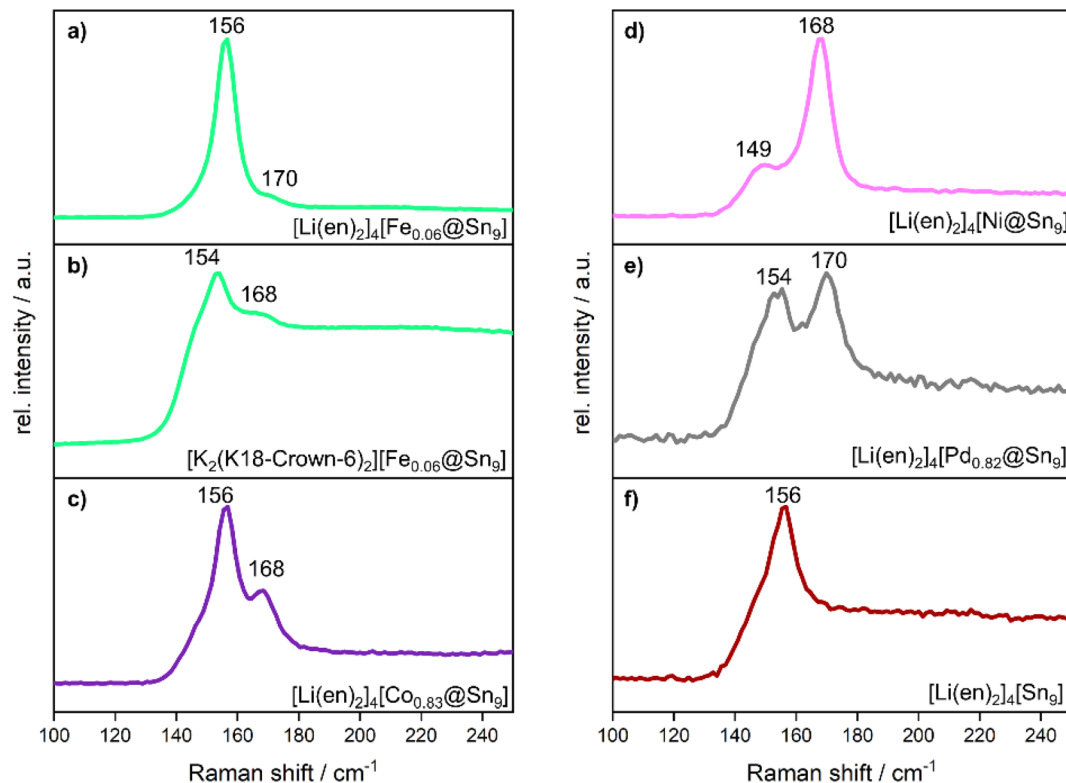 a)
156
170
[Li(en)₂]₄[Fe₀.₀₆@Sn₉]
b)
154
168
[K₂(K18-Crown-6)₂][Fe₀.₀₆@Sn₉]
c)
156
168
[Li(en)₂]₄[Co₀.₈₃@Sn₉]
rel. intensity / a.u.
100 120 140 160 180 200 220 240
Raman shift / cm⁻¹
d)
168
149
[Li(en)₂]₄[Ni@Sn₉]
e)
154
170
[Li(en)₂]₄[Pd₀.₈₂@Sn₉]
f)
156
[Li(en)₂]₄[Sn₉]
rel. intensity / a.u.
100 120 140 160 180 200 220 240
Raman shift / cm⁻¹